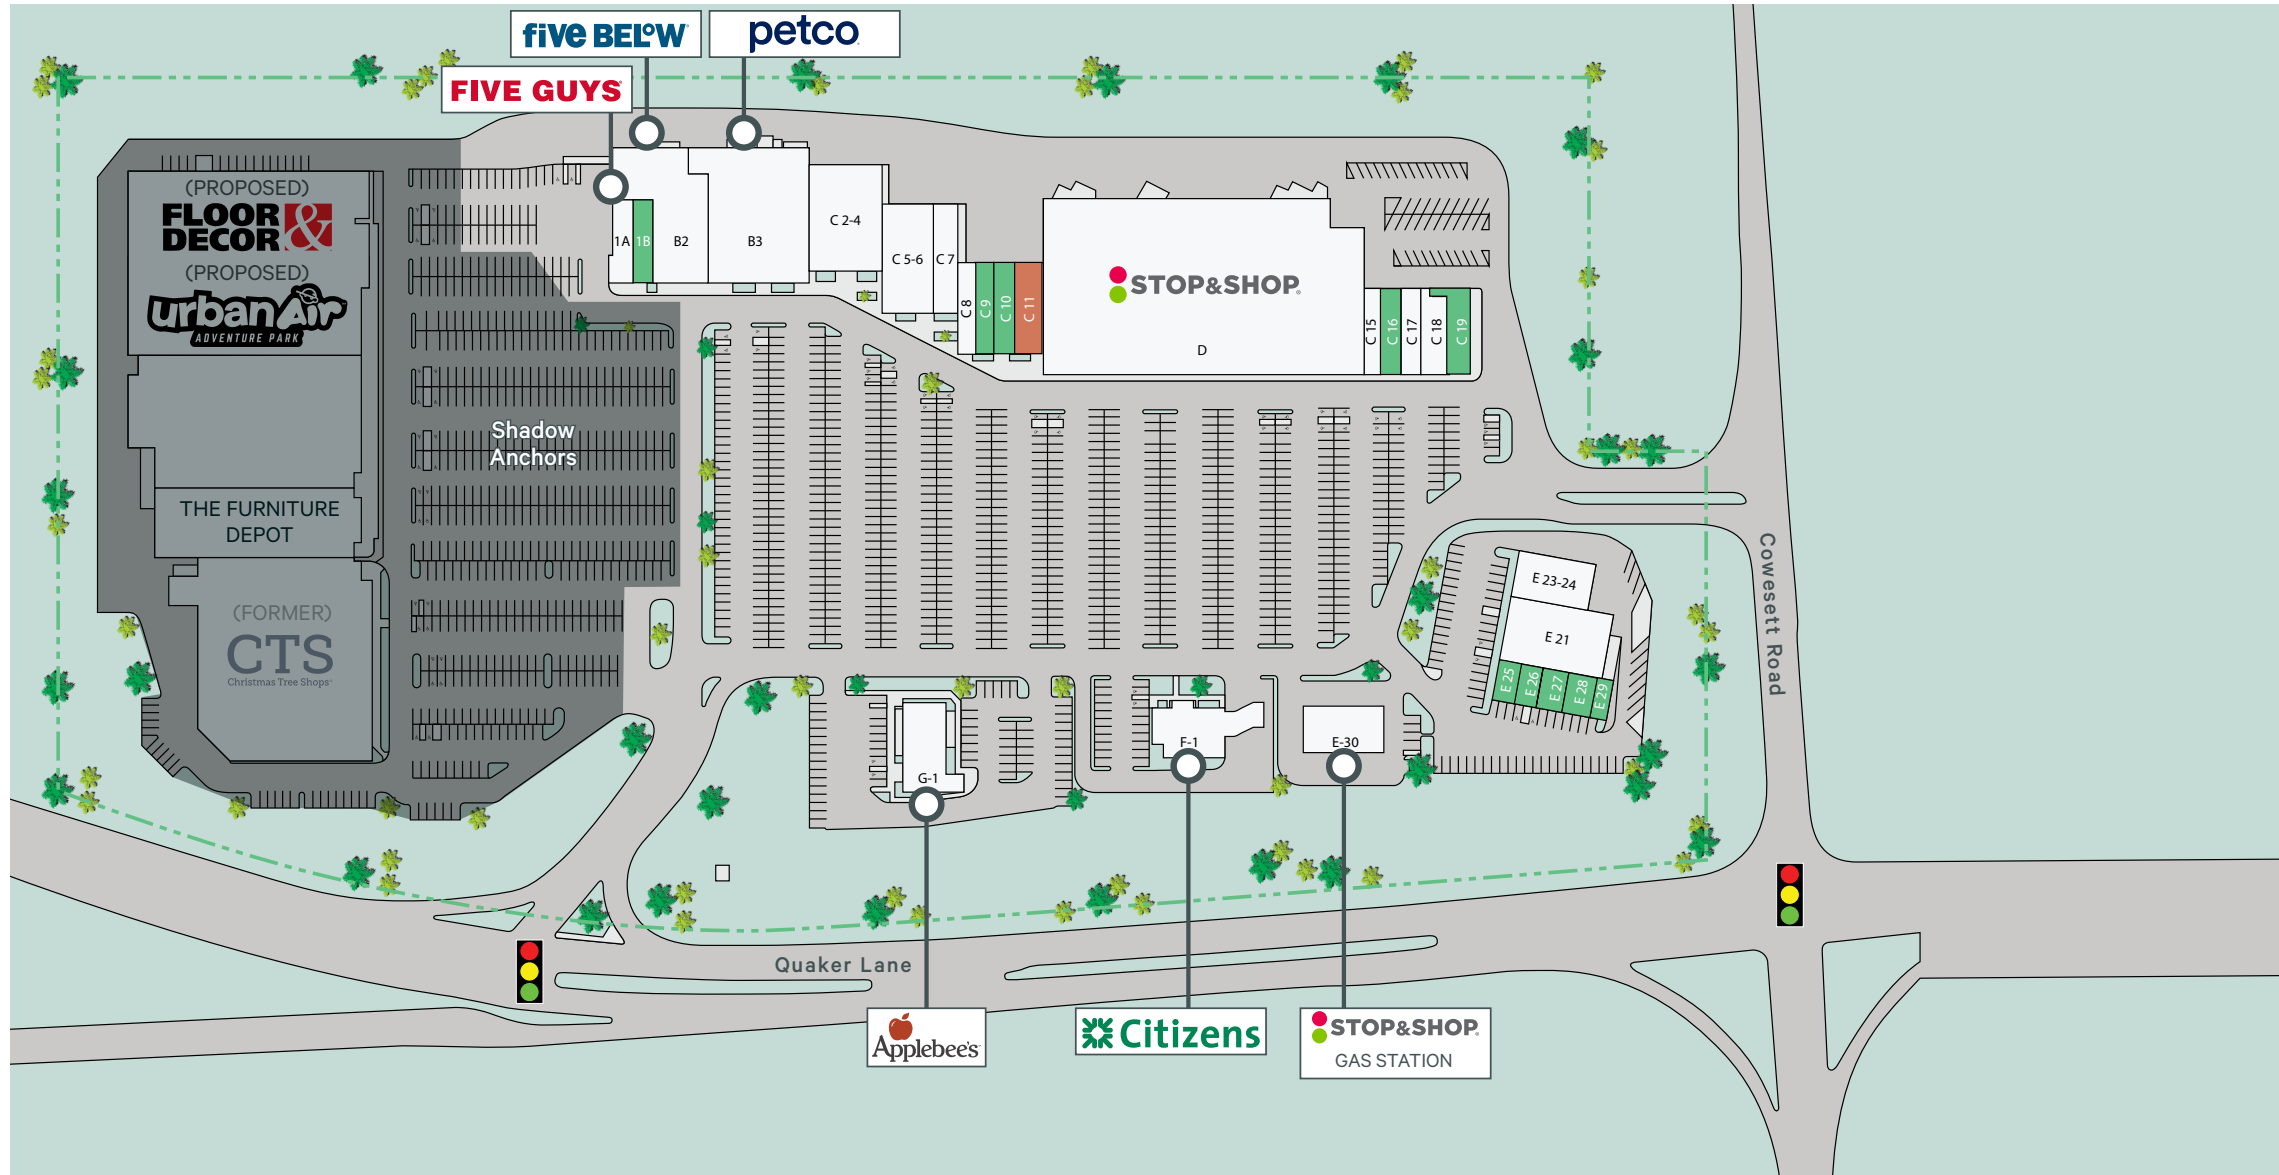 five BELOW
petco
FIVE GUYS
(PROPOSED)
FLOOR &
DECOR
(PROPOSED)
urbanAir
ADVENTURE PARK
THE FURNITURE
DEPOT
(FORMER)
CTS
Christmas Tree Shops
Shadow
Anchors
1A
1B
B2
B3
C 2-4
C 5-6
C 7
C 8
C 9
C 10
C 11
STOP&SHOP
D
C 15
C 16
C 17
C 18
C 19
E 23-24
E 21
E 25
E 26
E 27
E 28
E 29
G-1
F-1
E-30
Cowesett Road
Quaker Lane
Applebee's
Citizens
STOP&SHOP
GAS STATION